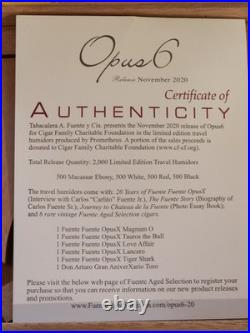 Opus6
Release November 2020
Certificate of
AUTHENTICITY
Tabacalera A. Fuente y Cia. presents the November 2020 release of Opus6
for Cigar Family Charitable Foundation in the limited edition travel
humidors produced by Prometheus. A portion of the sales proceeds
is donated to Cigar Family Charitable Foundation (www.cf-cf.org).
Total Release Quantity: 2,000 Limited Edition Travel Humidors
500 Macassar Ebony, 500 White, 500 Red, 500 Black
The travel humidors come with: 20 Years of Fuente Fuente OpusX
(Interview with Carlos "Carlito" Fuente Jr.), The Fuente Story (Biography of
Carlos Fuente Sr.); Journey to Chateau de la Fuente (Photo Essay Book); and
6 rare vintage Fuente Aged Selection cigars.
1 Fuente Fuente OpusX Magnum O
1 Fuente Fuente OpusX Taurus the Bull
1 Fuente Fuente OpusX Love Affair
1 Fuente Fuente OpusX Lancero
1 Fuente Fuente OpusX Tiger Shark
1 Don Arturo Gran AniverXario Toro
Please visit the below web page of Fuente Aged Selection to register your
purchase so that you can receive information on our new product releases
and promotions.